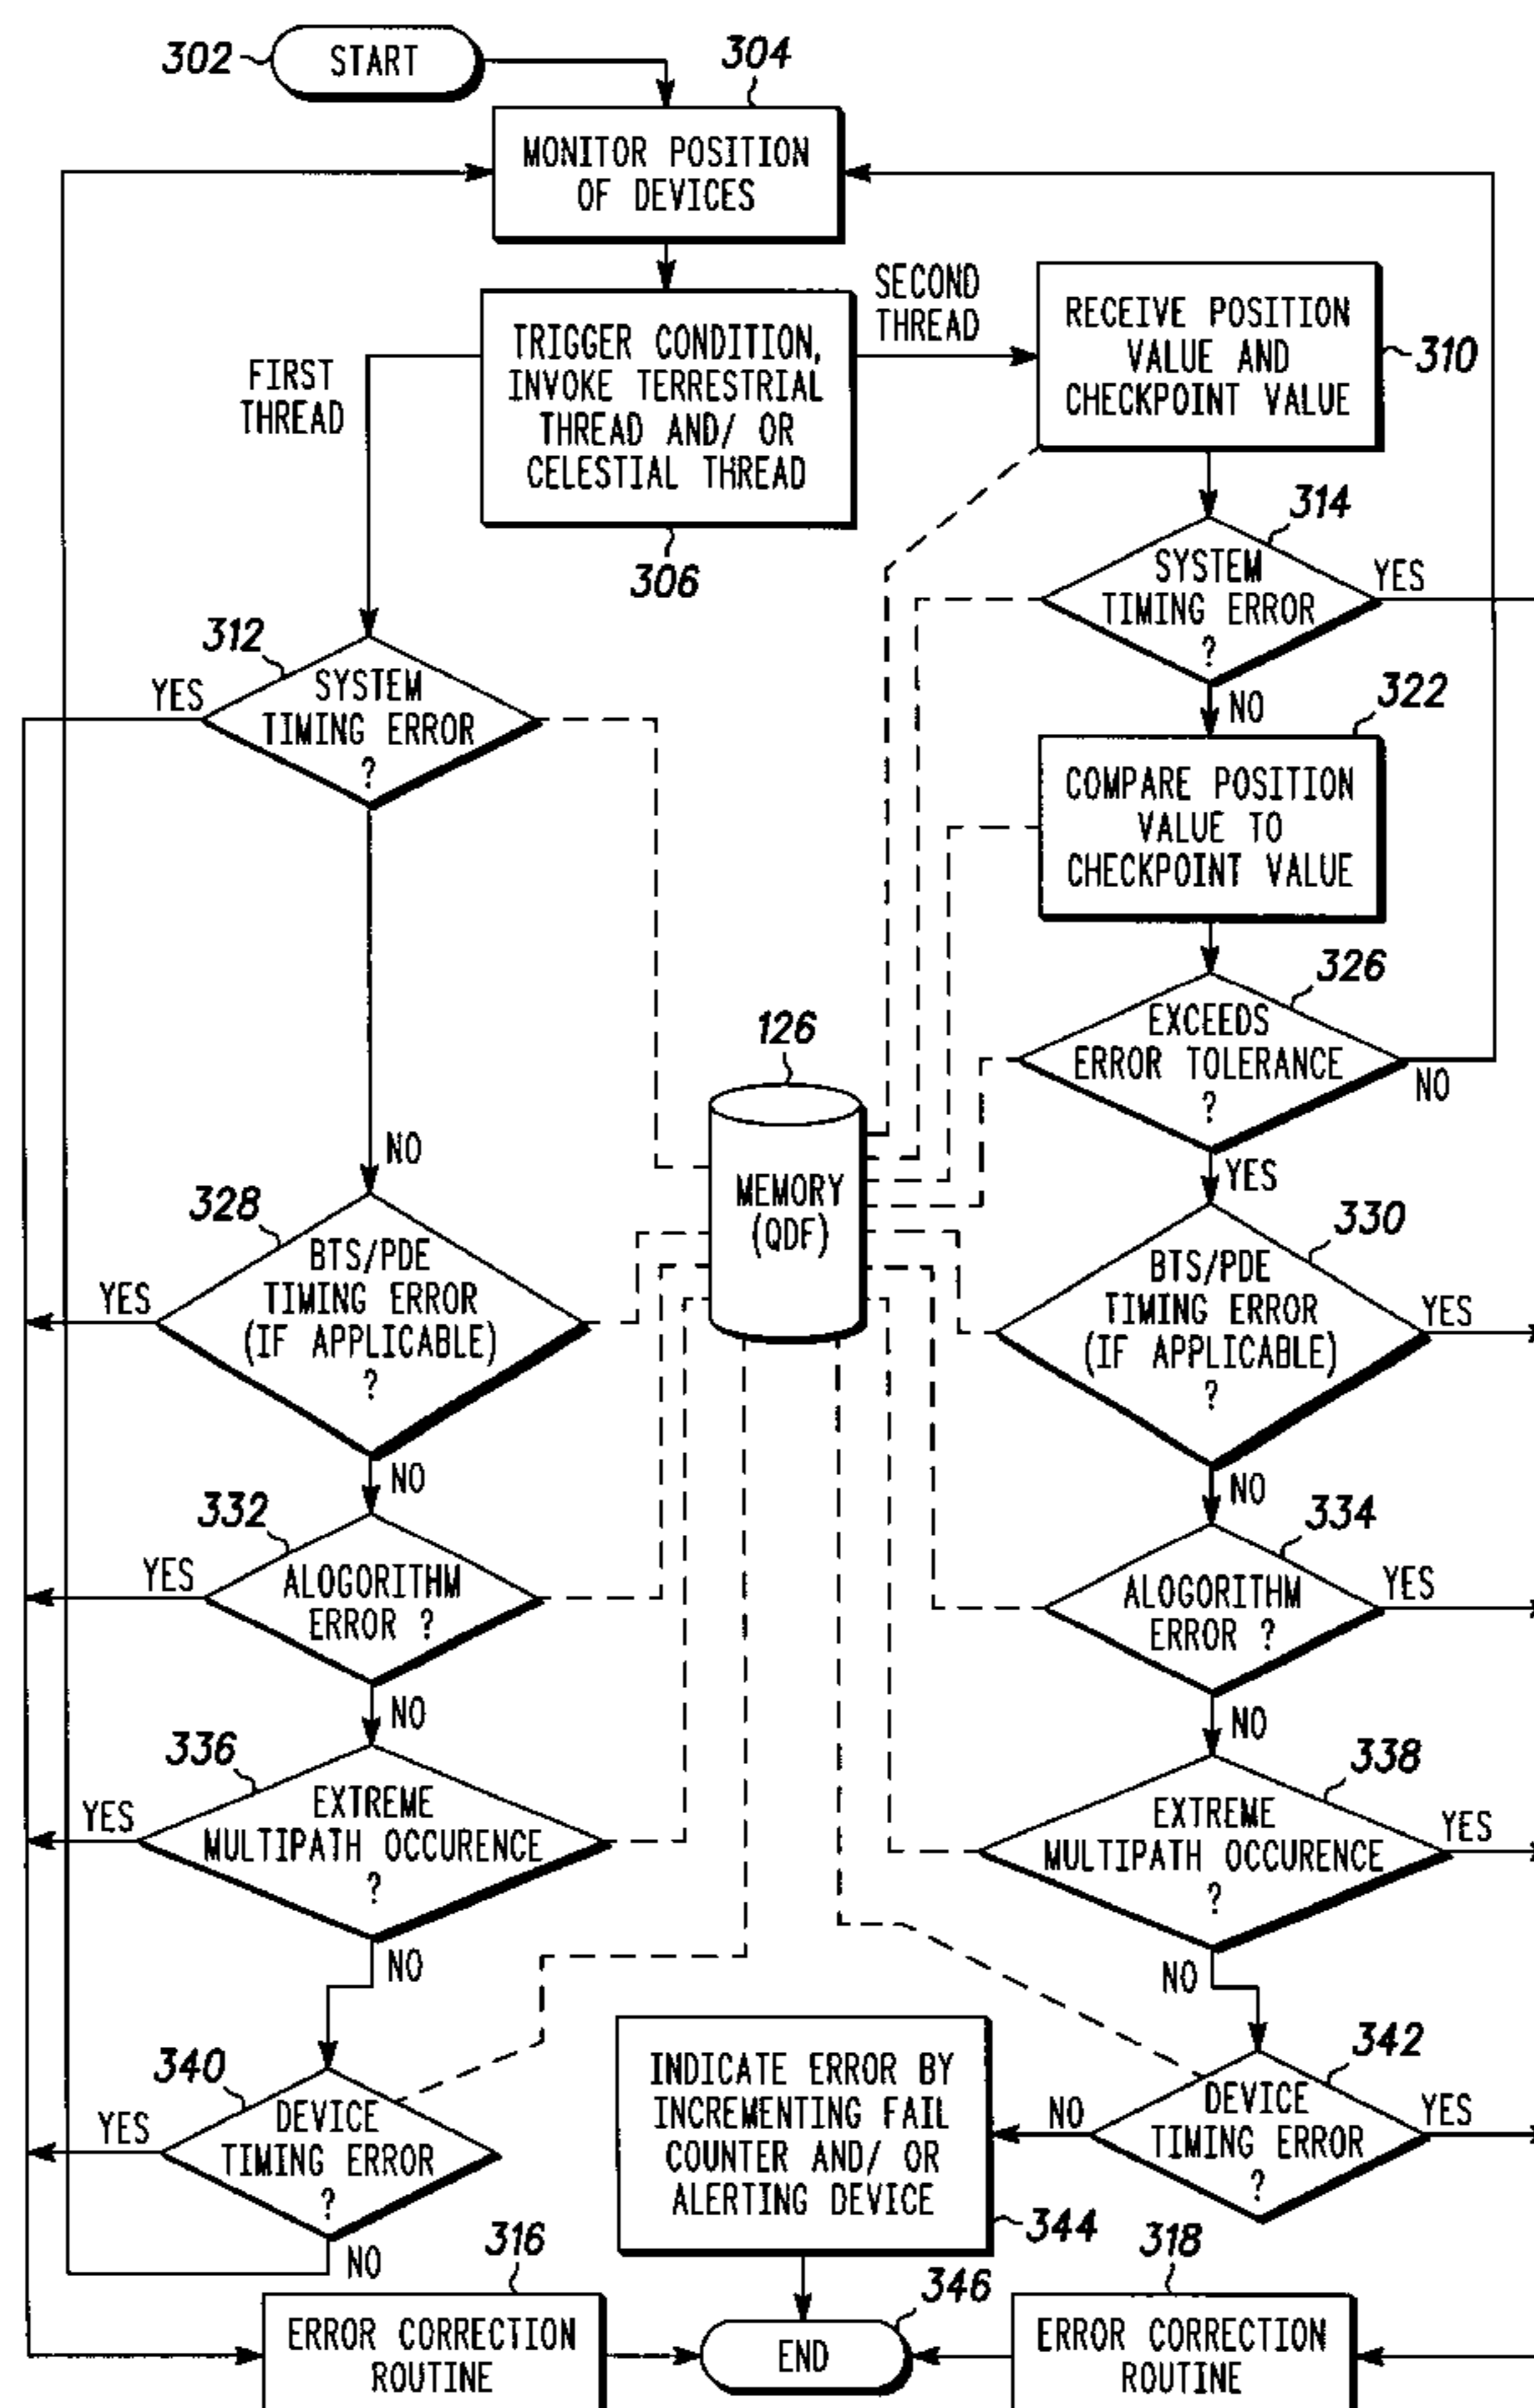 302
START
304
MONITOR POSITION
OF DEVICES
FIRST
THREAD
TRIGGER CONDITION,
INVOKE TERRESTRIAL
THREAD AND/ OR
CELESTIAL THREAD
306
SECOND
THREAD
RECEIVE POSITION
VALUE AND
CHECKPOINT VALUE
310
314
SYSTEM
TIMING ERROR
?
YES
NO
312
SYSTEM
TIMING ERROR
?
YES
NO
322
COMPARE POSITION
VALUE TO
CHECKPOINT VALUE
326
EXCEEDS
ERROR TOLERANCE
?
NO
YES
126
MEMORY
(QDF)
328
BTS/PDE
TIMING ERROR
(IF APPLICABLE)
?
YES
NO
330
BTS/PDE
TIMING ERROR
(IF APPLICABLE)
?
YES
NO
332
ALOGORITHM
ERROR ?
YES
NO
334
ALOGORITHM
ERROR ?
YES
NO
336
EXTREME
MULTIPATH OCCURENCE
?
YES
NO
338
EXTREME
MULTIPATH OCCURENCE
?
YES
NO
340
DEVICE
TIMING ERROR
?
YES
NO
342
DEVICE
TIMING ERROR
?
YES
NO
INDICATE ERROR BY
INCREMENTING FAIL
COUNTER AND/ OR
ALERTING DEVICE
344
316
ERROR CORRECTION
ROUTINE
346
END
318
ERROR CORRECTION
ROUTINE